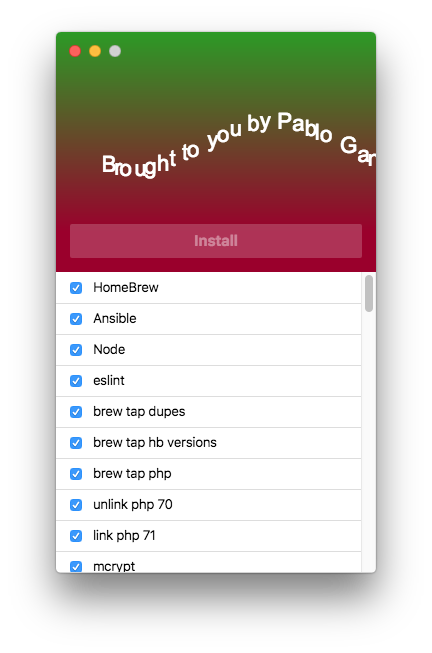 Brought to you by Pablo Gar
Install
HomeBrew
Ansible
Node
eslint
brew tap dupes
brew tap hb versions
brew tap php
unlink php 70
link php 71
mcrypt